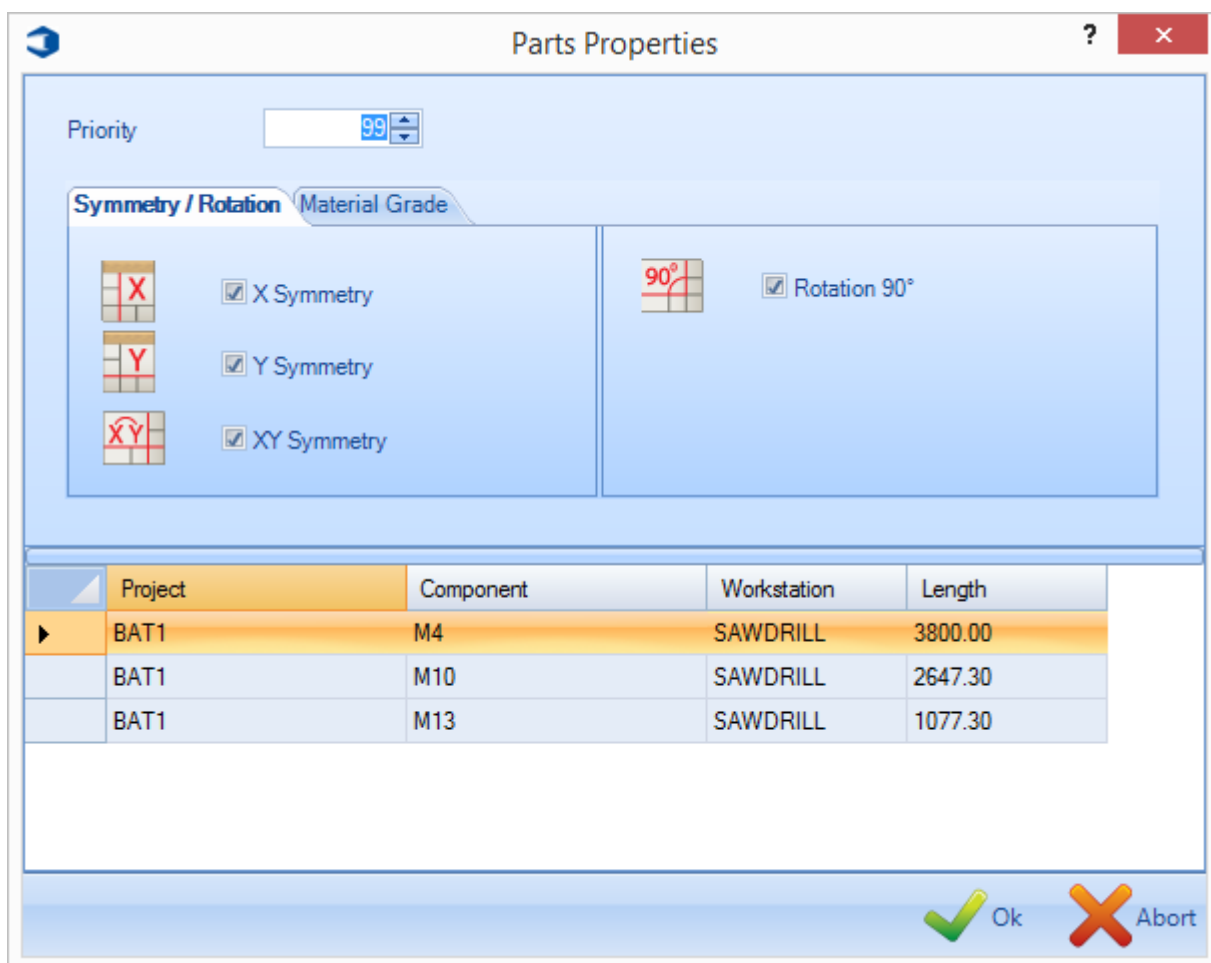 Parts Properties ? ×
Priority 99
Symmetry / Rotation Material Grade
X X Symmetry 90° Rotation 90°
Y Y Symmetry
XY XY Symmetry
Project Component Workstation Length
BAT1 M4 SAWDRILL 3800.00
BAT1 M10 SAWDRILL 2647.30
BAT1 M13 SAWDRILL 1077.30
Ok Abort